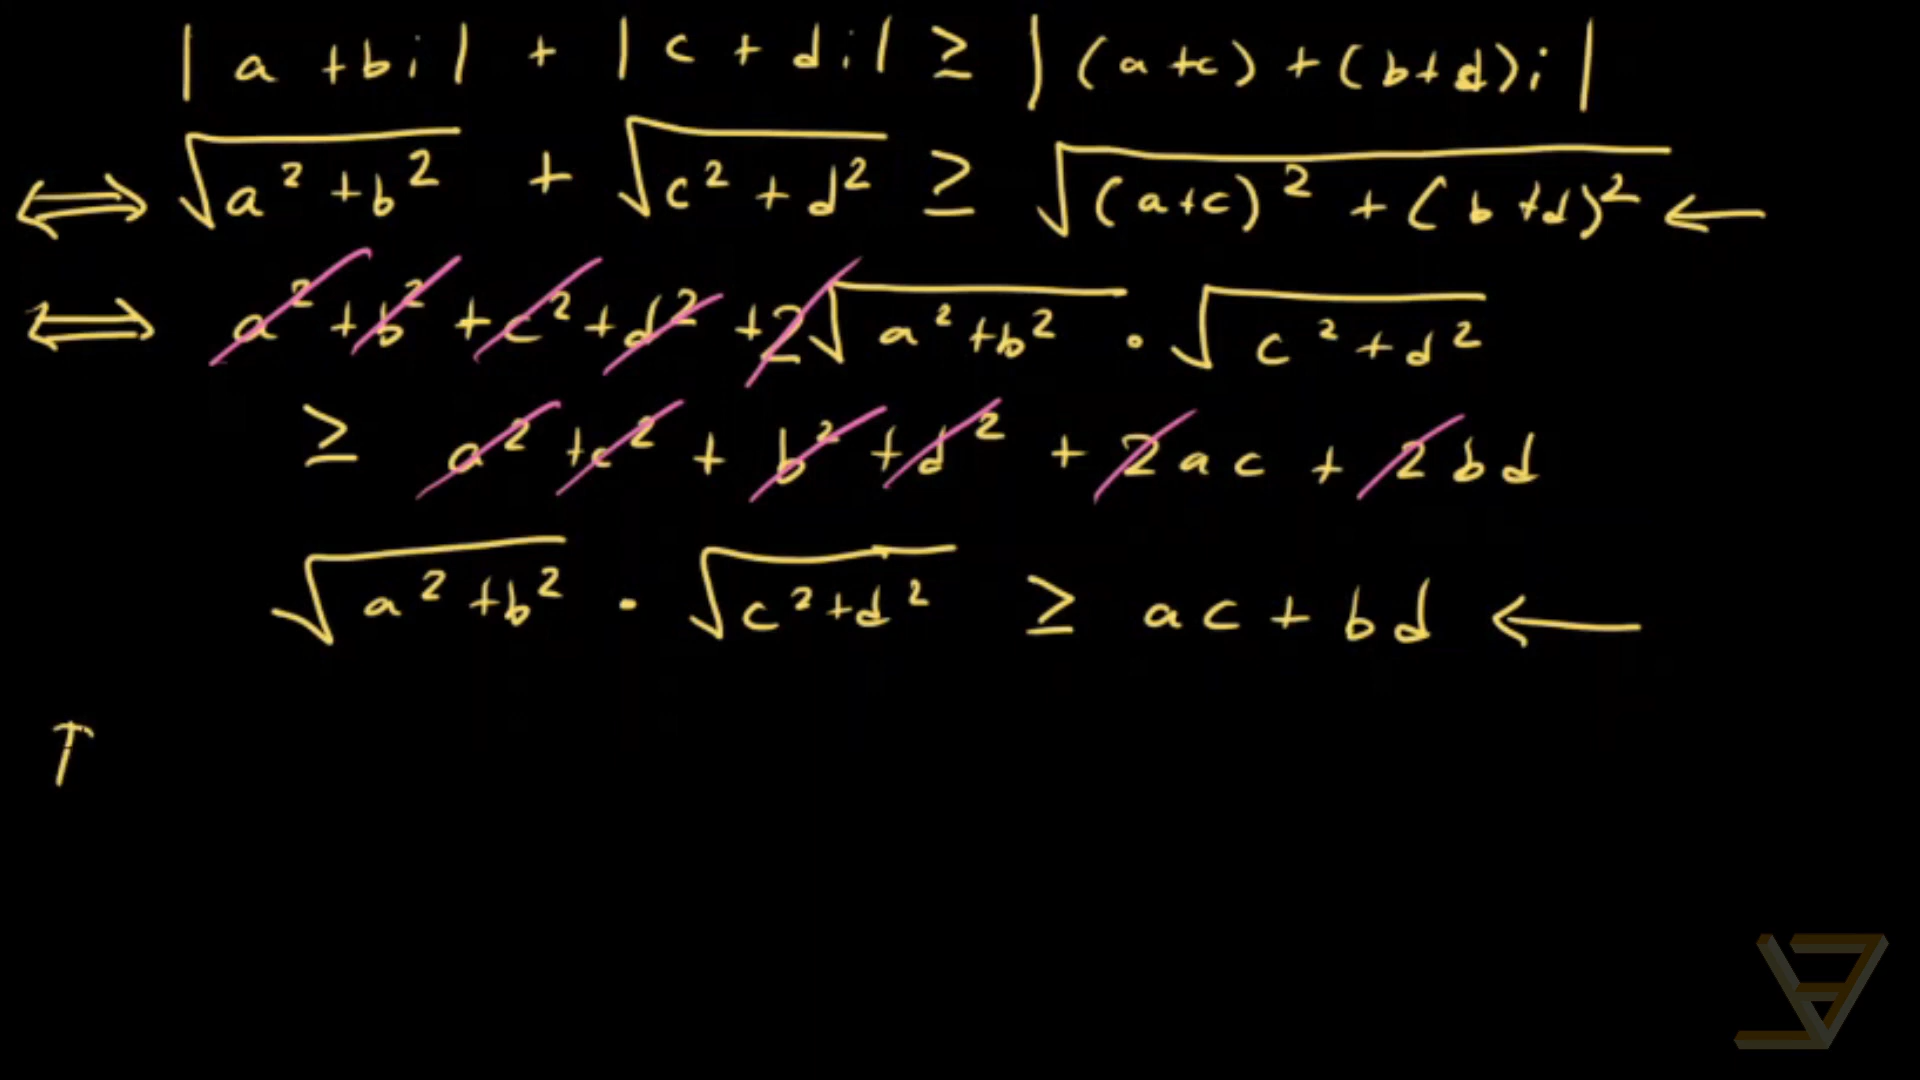 |a+bi| + |c+di| ≥ |(a+c)+(b+d)i|
⟺ √(a²+b²) + √(c²+d²) ≥ √((a+c)²+(b+d)²) ←
⟺ a²+b²+c²+d²+2√(a²+b²) · √(c²+d²)
≥ a²+c²+b²+d²+2ac+2bd
√(a²+b²) · √(c²+d²) ≥ ac+bd ←